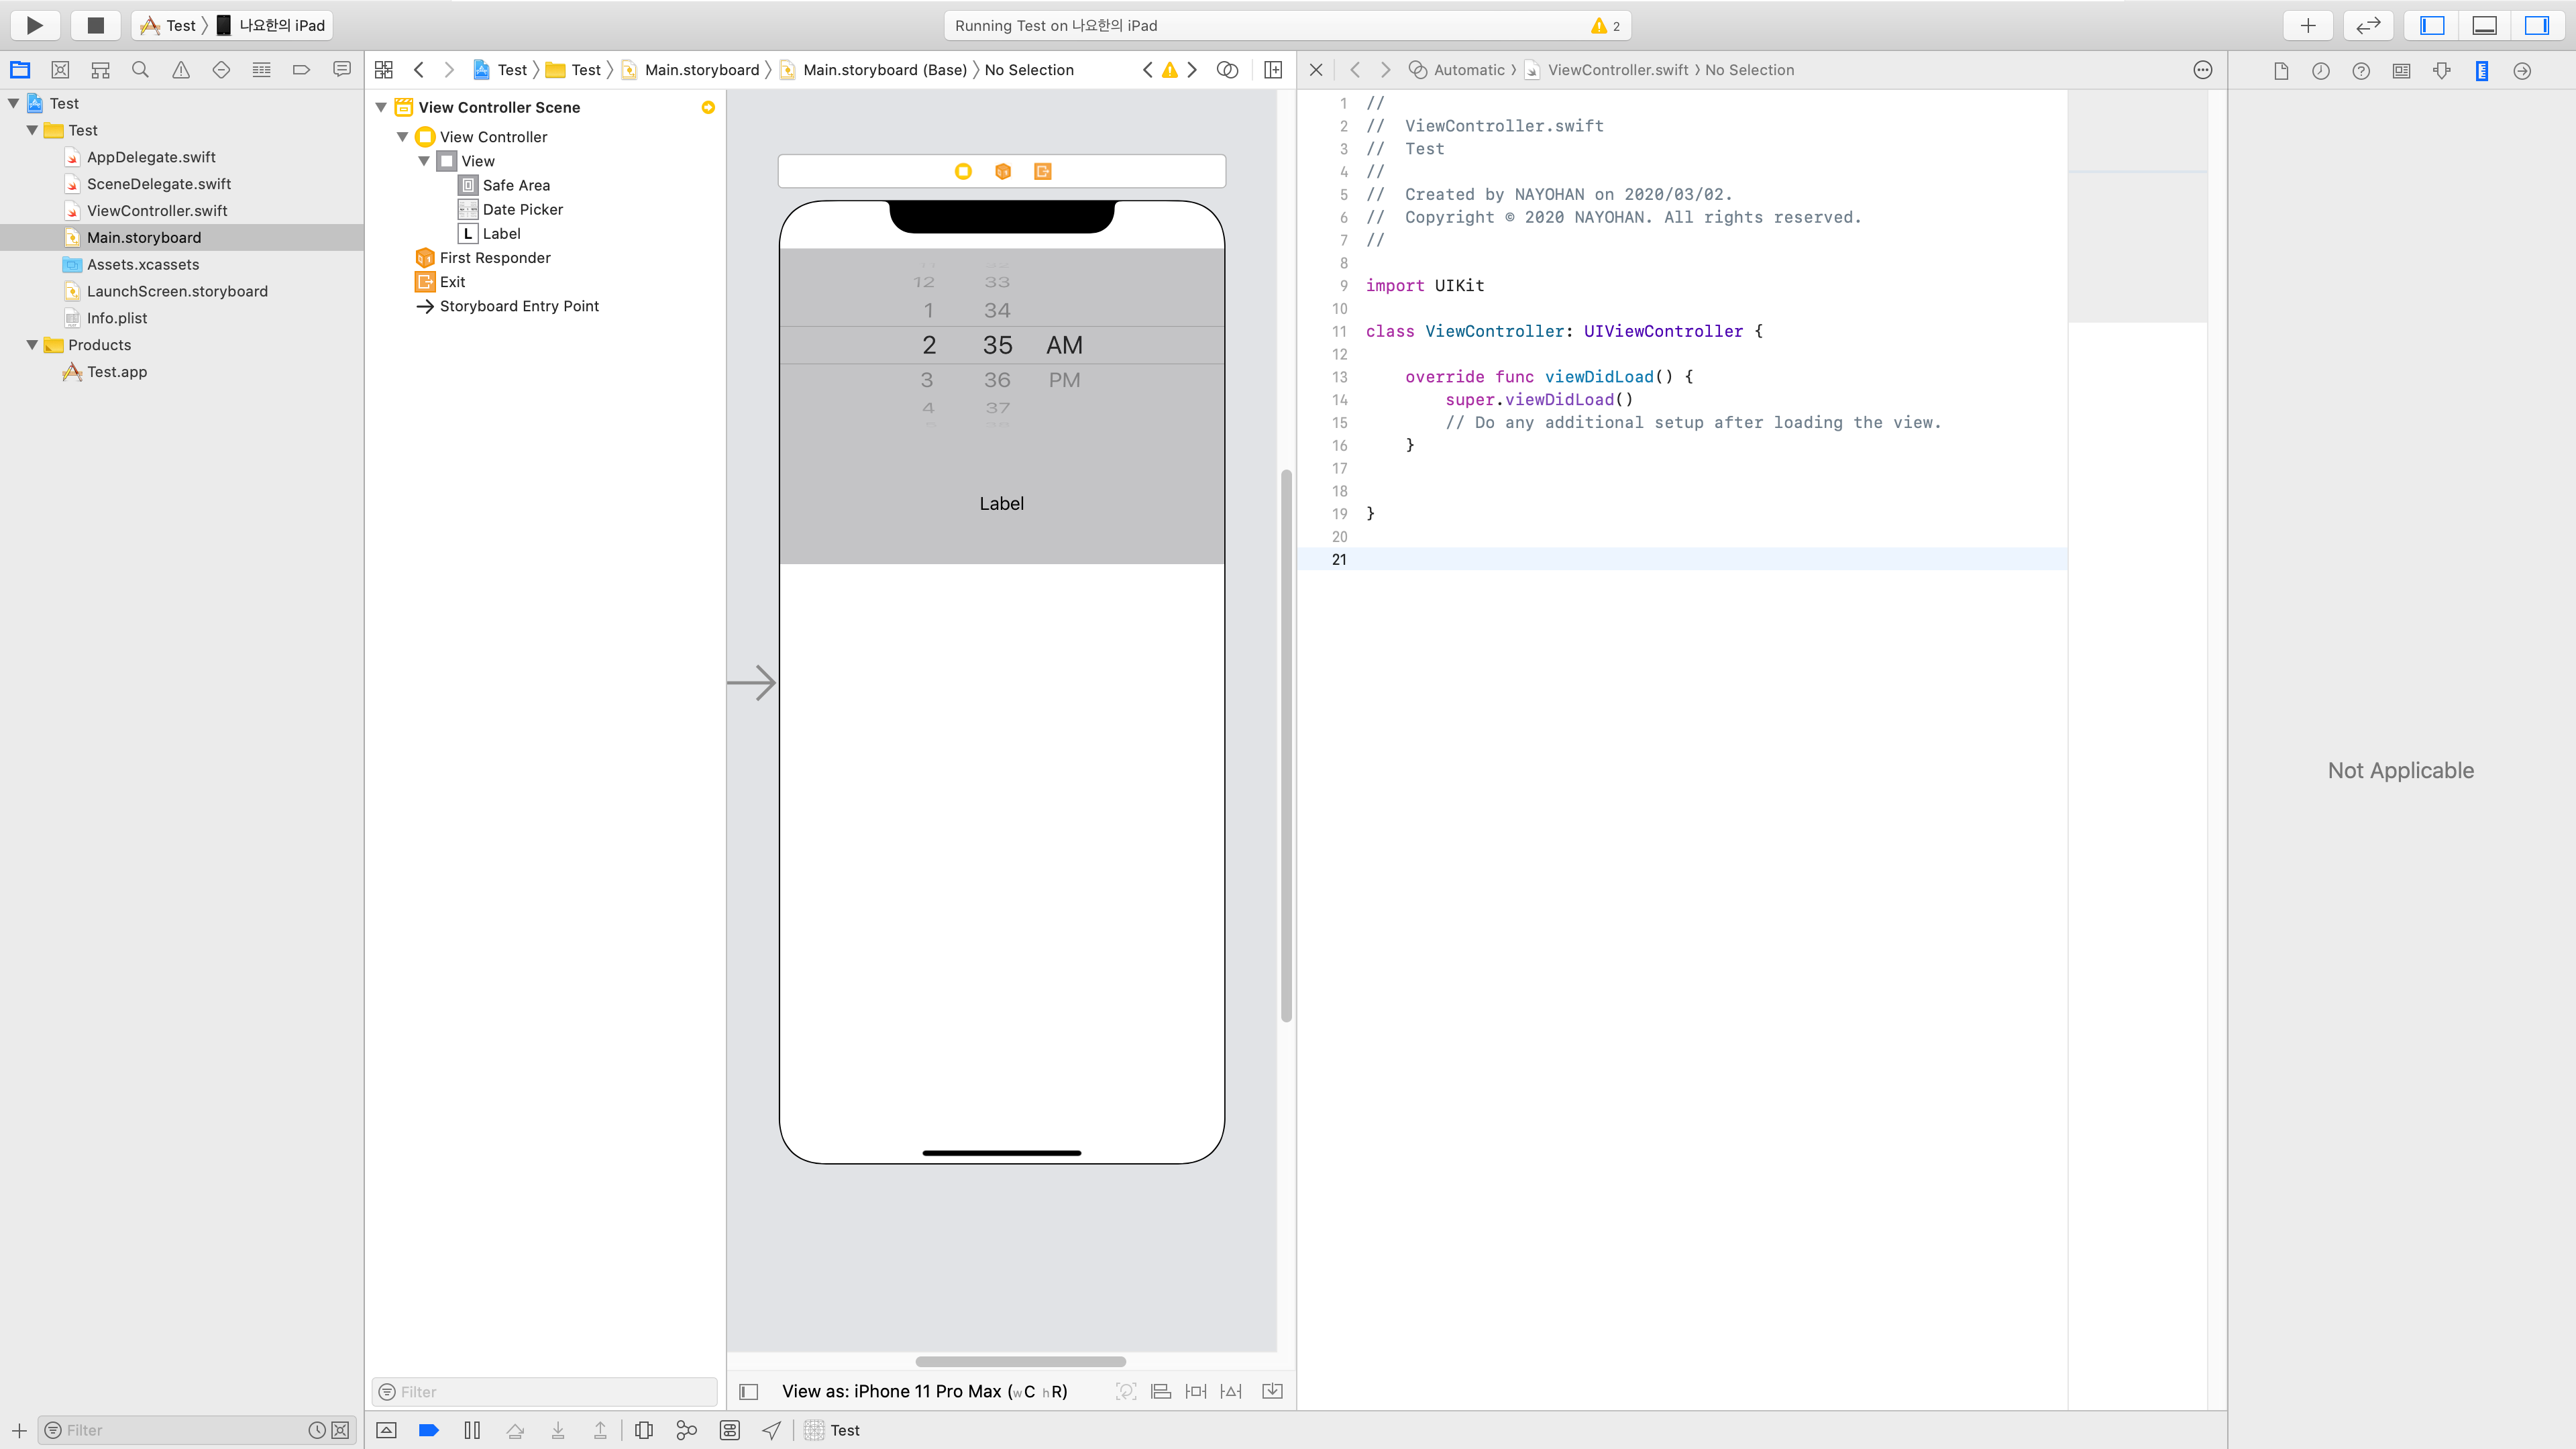 Test 〉 나요한의 iPad
Running Test on 나요한의 iPad
2
Test 〉 Test 〉 Main.storyboard 〉 Main.storyboard (Base) 〉 No Selection
Automatic 〉 ViewController.swift 〉 No Selection
Test
Test
AppDelegate.swift
SceneDelegate.swift
ViewController.swift
Main.storyboard
Assets.xcassets
LaunchScreen.storyboard
Info.plist
Products
Test.app
View Controller Scene
View Controller
View
Safe Area
Date Picker
L Label
First Responder
Exit
Storyboard Entry Point
12 33
1 34
2 35 AM
3 36 PM
4 37
Label
1 //
2 //  ViewController.swift
3 //  Test
4 //
5 //  Created by NAYOHAN on 2020/03/02.
6 //  Copyright © 2020 NAYOHAN. All rights reserved.
7 //
8
9 import UIKit
10
11 class ViewController: UIViewController {
12
13     override func viewDidLoad() {
14         super.viewDidLoad()
15         // Do any additional setup after loading the view.
16     }
17
18
19 }
20
21
Not Applicable
Filter
View as: iPhone 11 Pro Max (wC hR)
Filter
Test